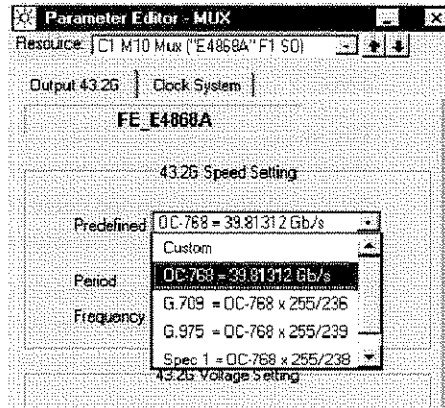 Parameter Editor - MUX
Resource: C1 M10 Mux ("E4868A" F1 S0)
Output 43.2G Clock System
FE_E4868A
43.2G Speed Setting
Predefined OC-768 = 39.81312 Gb/s
Custom
OC-768 = 39.81312 Gb/s
Period
G.709 = OC-768 x 255/236
Frequency
G.975 = OC-768 x 255/239
Spec 1 = OC-768 x 255/238
43.2G Voltage Setting